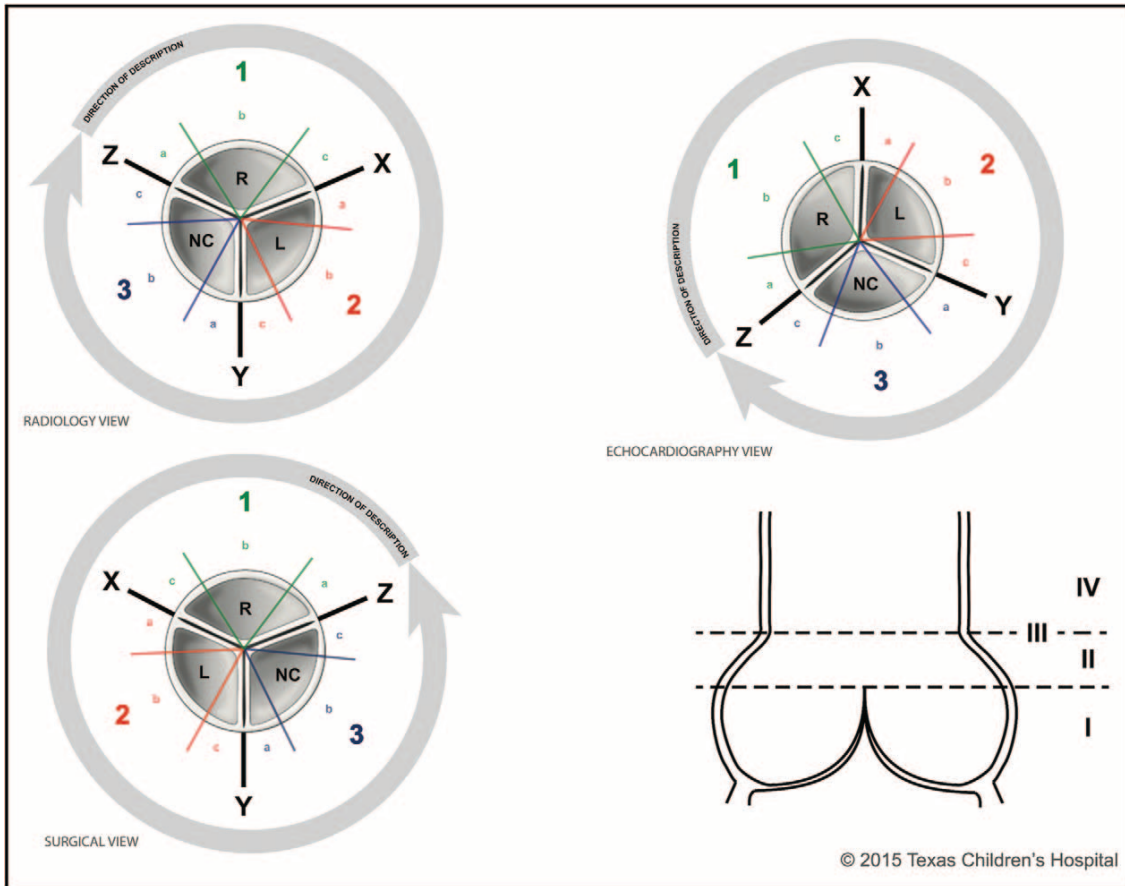 DIRECTION OF DESCRIPTION
1
b
a
c
Z
X
R
c
a
NC
L
3
b
b
2
a
c
Y
RADIOLOGY VIEW
X
c
a
1
2
b
b
R
L
DIRECTION OF DESCRIPTION
a
c
NC
Z
Y
c
a
b
3
ECHOCARDIOGRAPHY VIEW
DIRECTION OF DESCRIPTION
1
b
X
c
a
Z
R
a
c
L
NC
2
b
b
3
c
a
Y
SURGICAL VIEW
IV
III
II
I
© 2015 Texas Children's Hospital